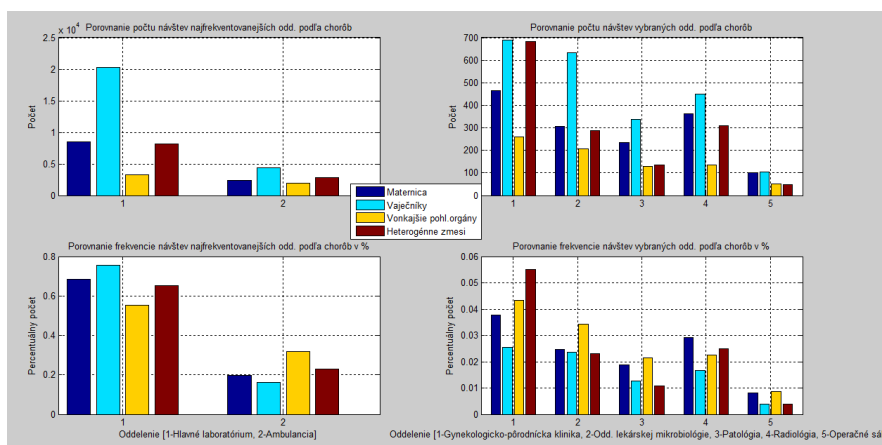 Porovnanie počtu návštev najfrekventovanejších odd. podľa chorôb
x 10⁴
2.5
2
1.5
1
0.5
0
Počet
1 2
Porovnanie počtu návštev vybraných odd. podľa chorôb
700
600
500
400
300
200
100
0
Počet
1 2 3 4 5
Maternica
Vaječníky
Vonkajšie pohl.orgány
Heterogénne zmesi
Porovnanie frekvencie návštev najfrekventovanejších odd. podľa chorôb v %
0.8
0.6
0.4
0.2
0
Percentuálny počet
1 2
Oddelenie [1-Hlavné laboratórium, 2-Ambulancia]
Porovnanie frekvencie návštev vybraných odd. podľa chorôb v %
0.06
0.05
0.04
0.03
0.02
0.01
0
Percentuálny počet
1 2 3 4 5
Oddelenie [1-Gynekologicko-pôrodnícka klinika, 2-Odd. lekárskej mikrobiológie, 3-Patológia, 4-Radiológia, 5-Operačné sá